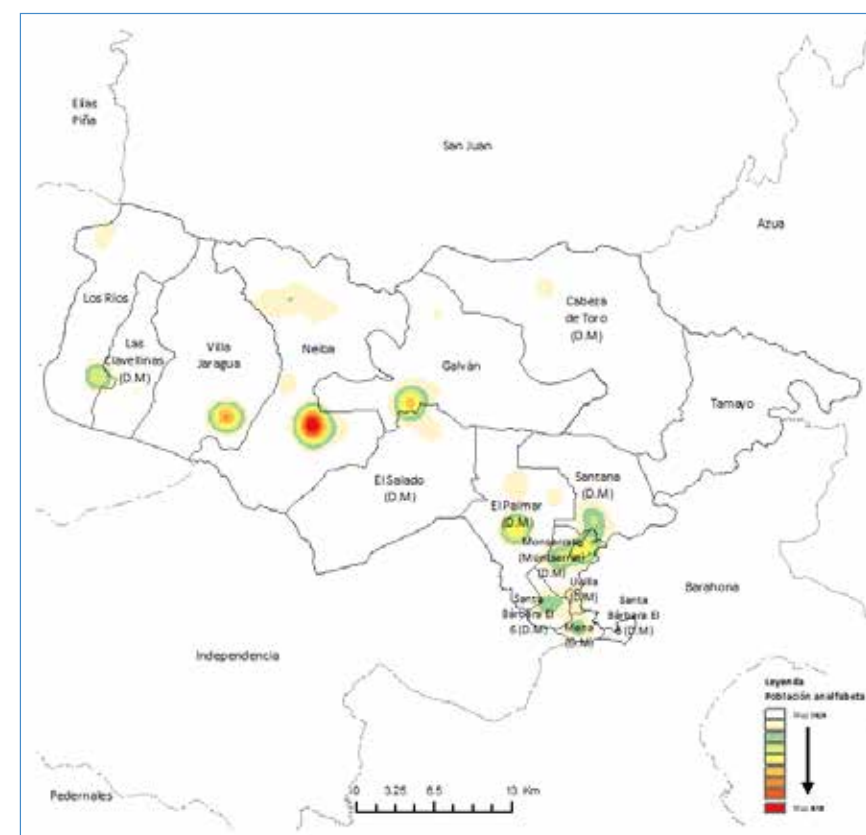 Elías
Piña
San Juan
Azua
Los Ríos
Las
Clavellinas
(D.M)
Villa
Jaragua
Neiba
Galván
Cabeza
de Toro
(D.M)
Tamayo
El Salado
(D.M)
Santana
(D.M)
El Palmar
(D.M)
Monserrate
(Montserrat)
(D.M)
Uvilla
(D.M)
Santa
Bárbara El
6 (D.M)
Santa
Bárbara El
(D.M)
Mena
(D.M)
Barahona
Independencia
Pedernales
0 3.25 6.5 13 Km
Leyenda
Población analfabeta